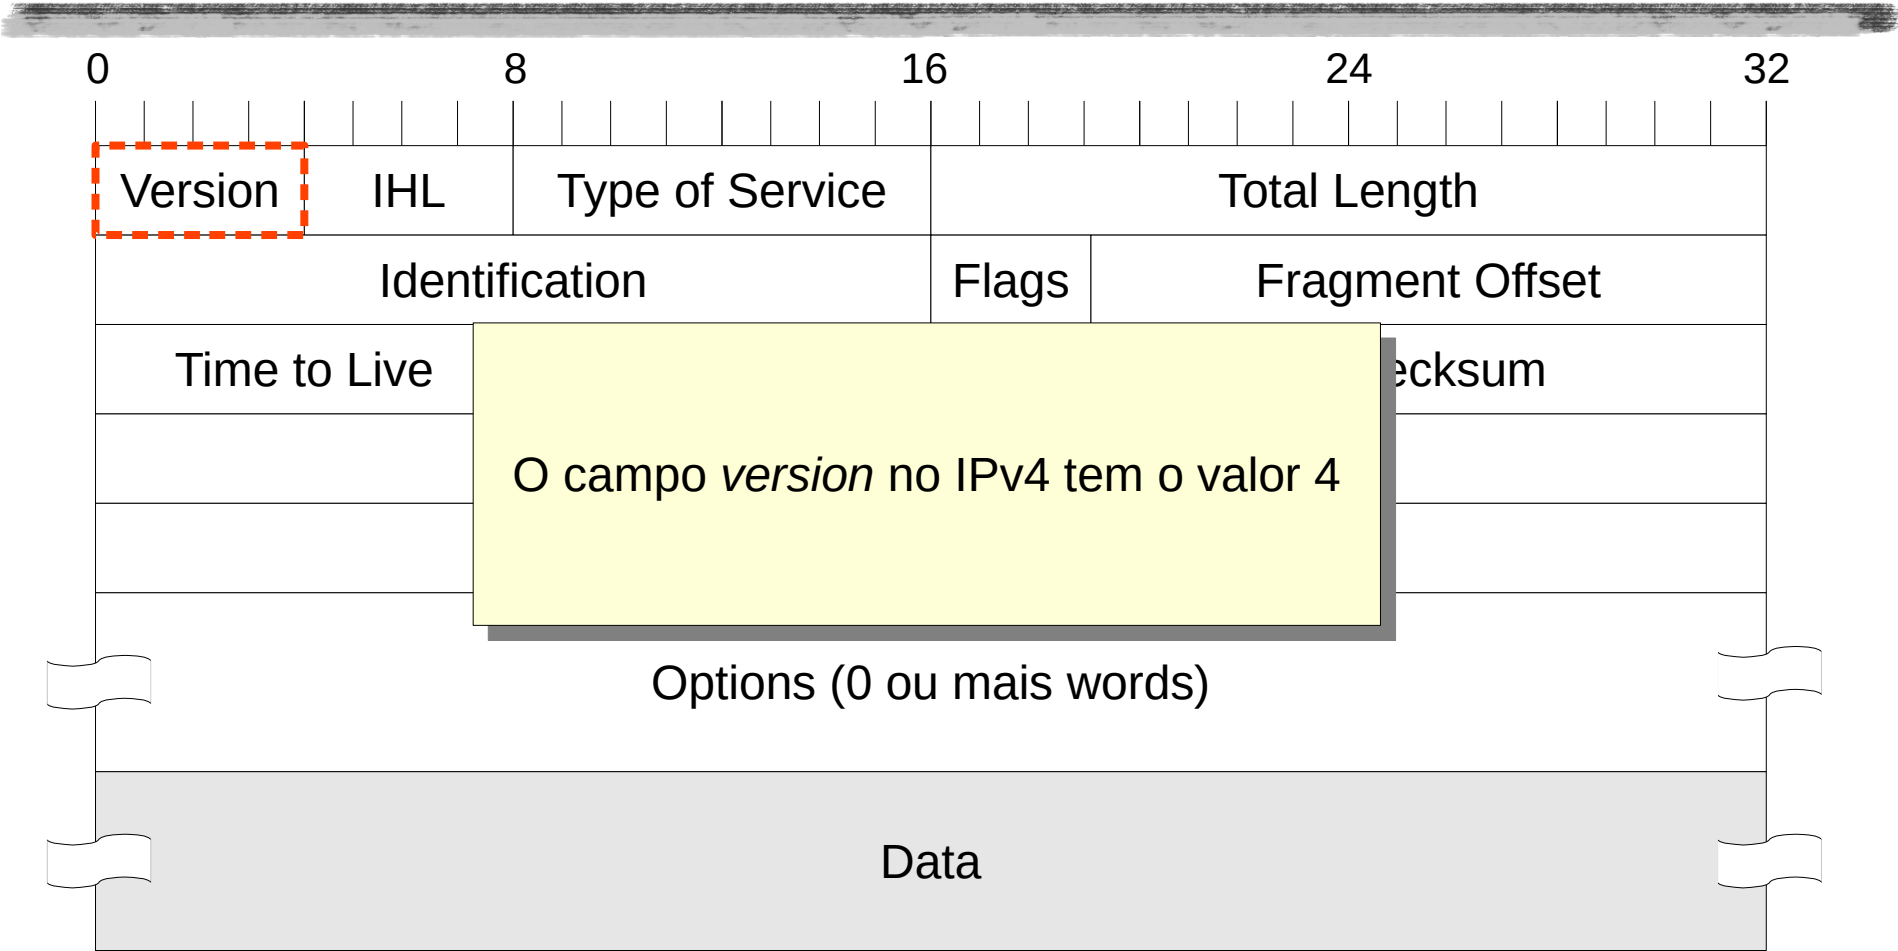 0 8 16 24 32
Version IHL Type of Service Total Length
Identification Flags Fragment Offset
Time to Live ecksum
O campo version no IPv4 tem o valor 4
Options (0 ou mais words)
Data